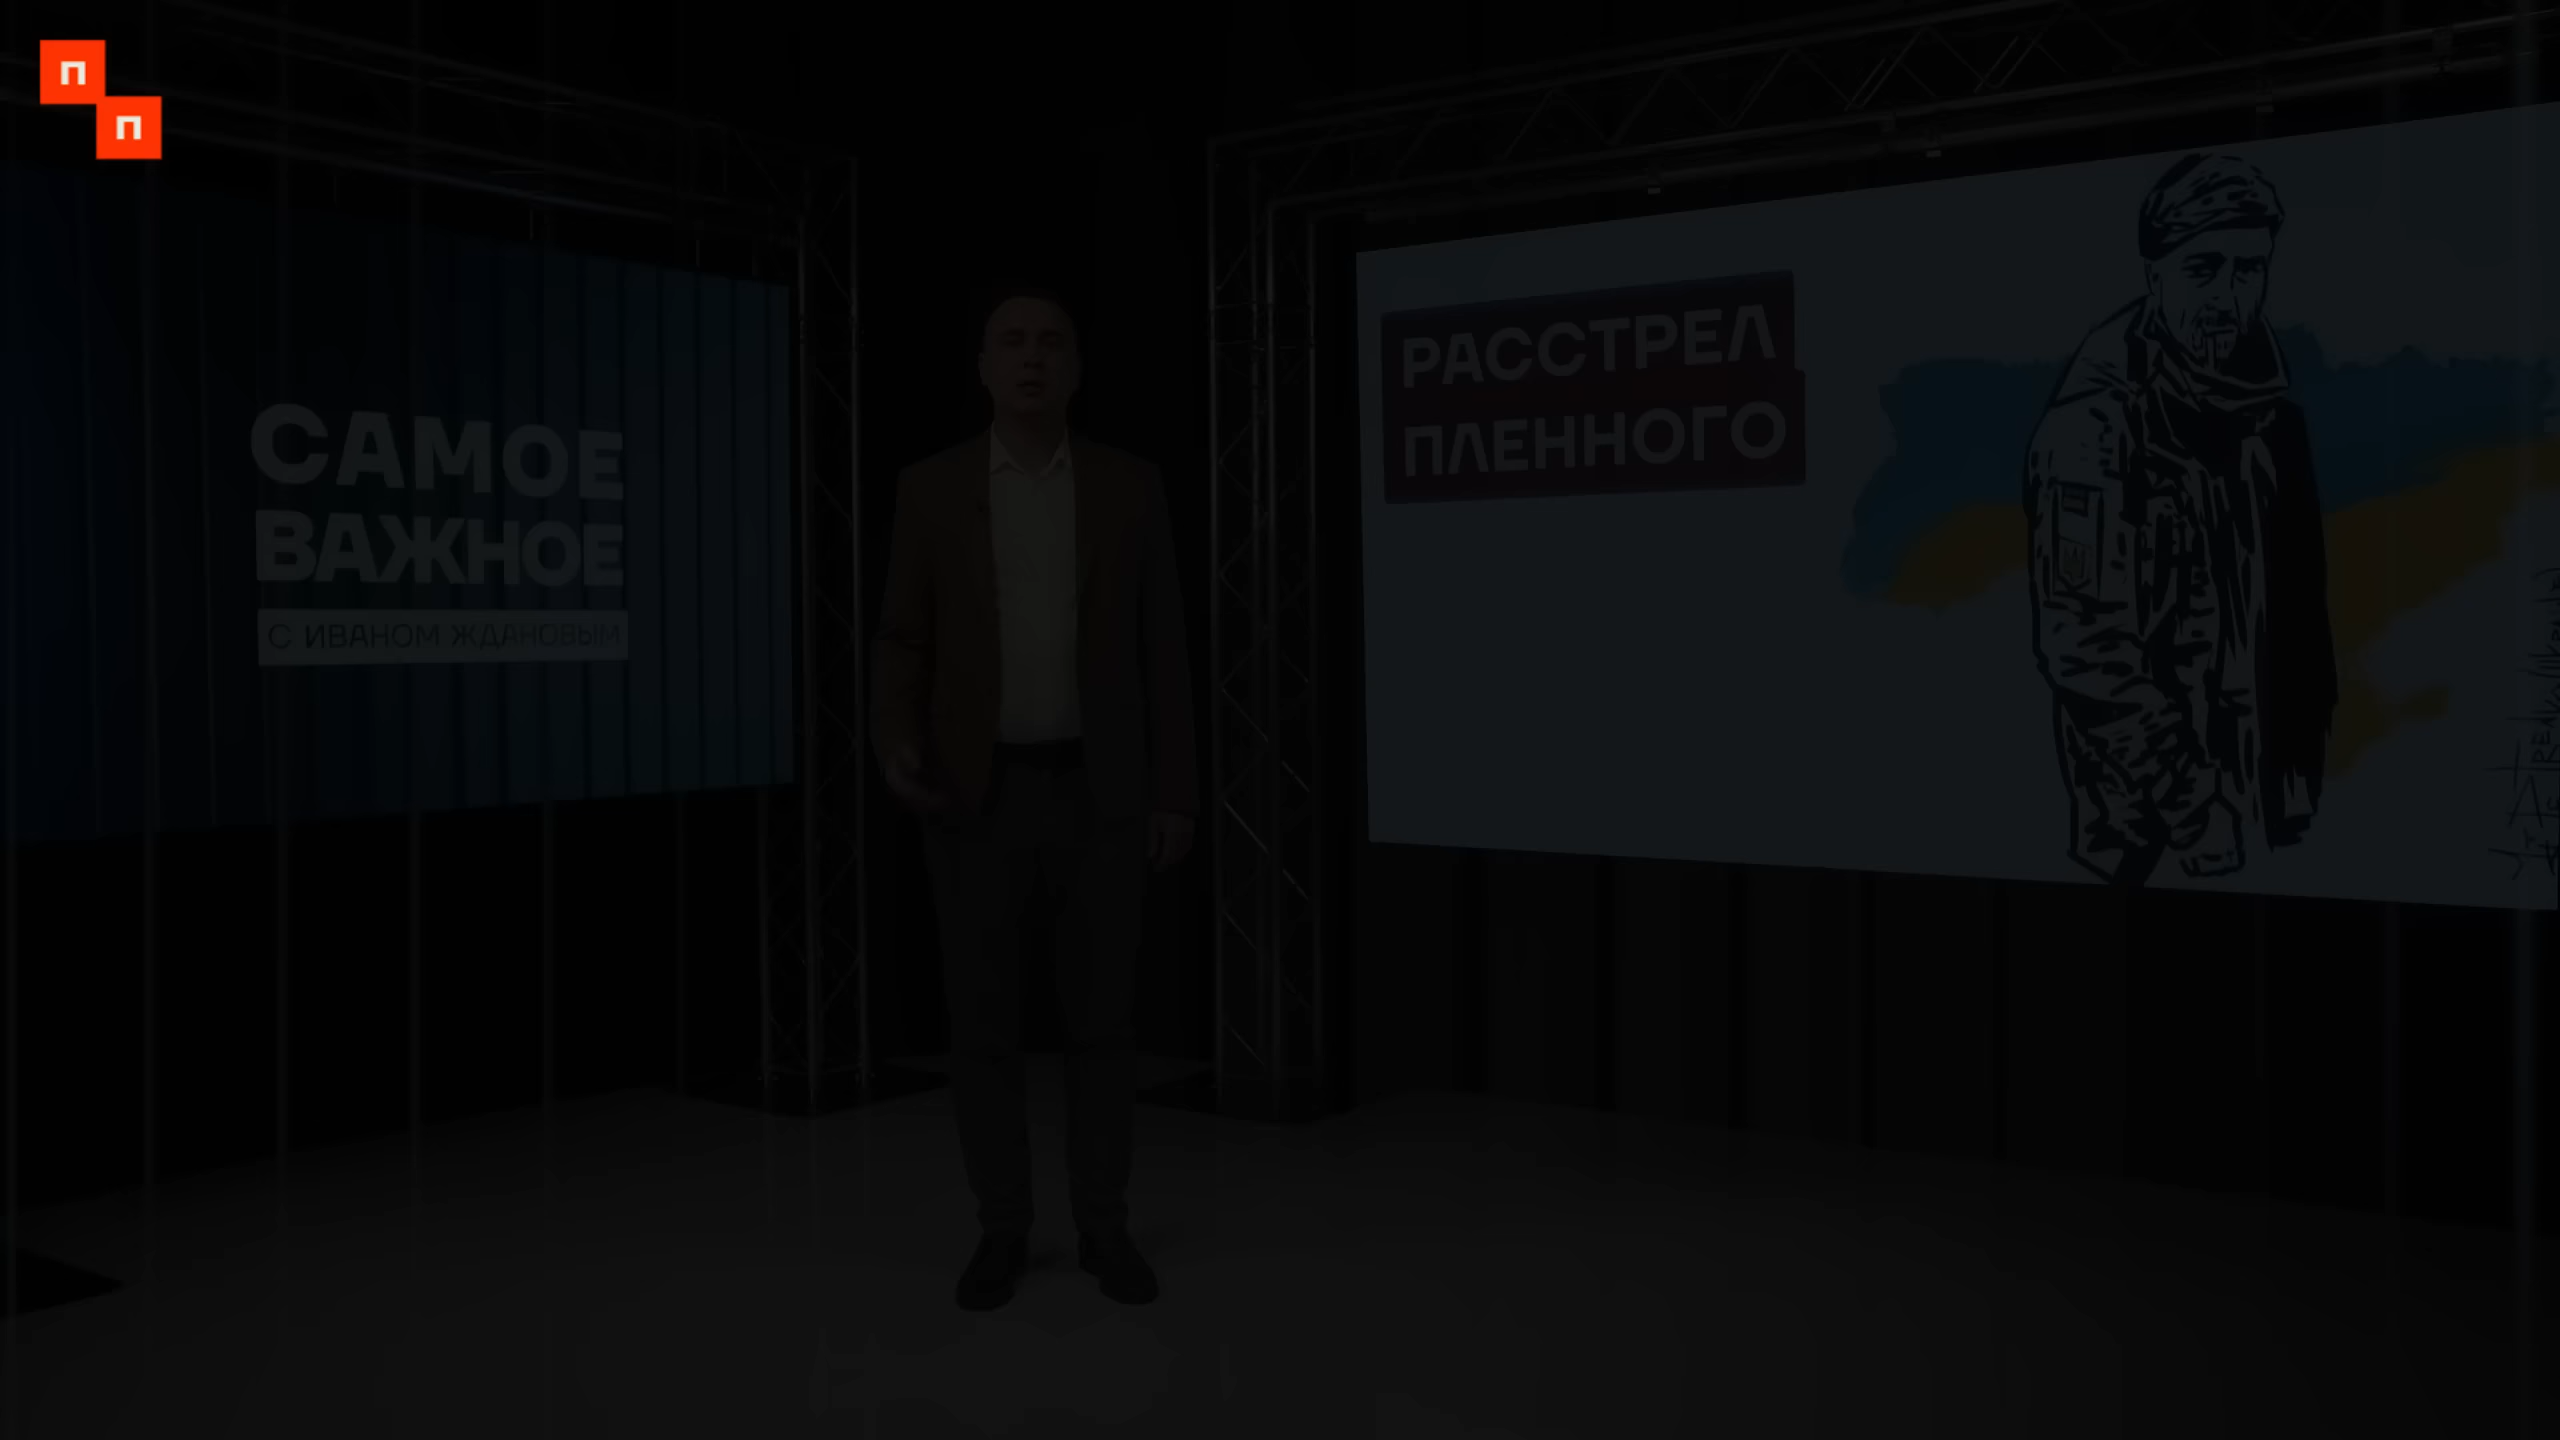 П
П
САМОЕ
ВАЖНОЕ
С ИВАНОМ ЖДАНОВЫМ
РАССТРЕЛ
ПЛЕННОГО